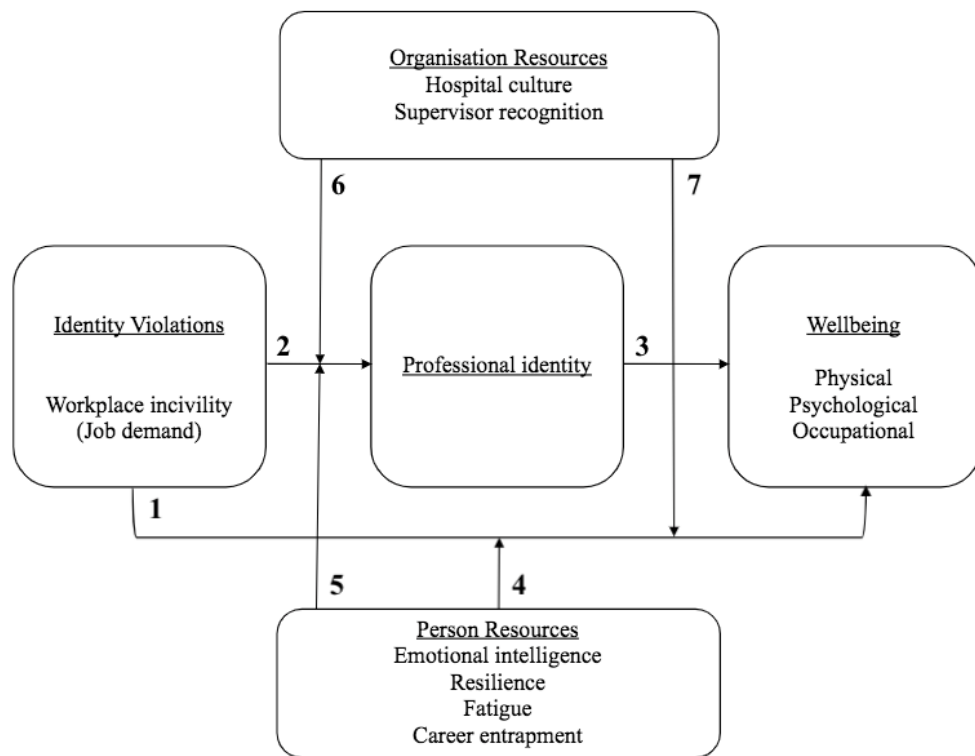 Organisation Resources
Hospital culture
Supervisor recognition
6
7
Identity Violations
Workplace incivility
(Job demand)
2
Professional identity
3
Wellbeing
Physical
Psychological
Occupational
1
5
4
Person Resources
Emotional intelligence
Resilience
Fatigue
Career entrapment